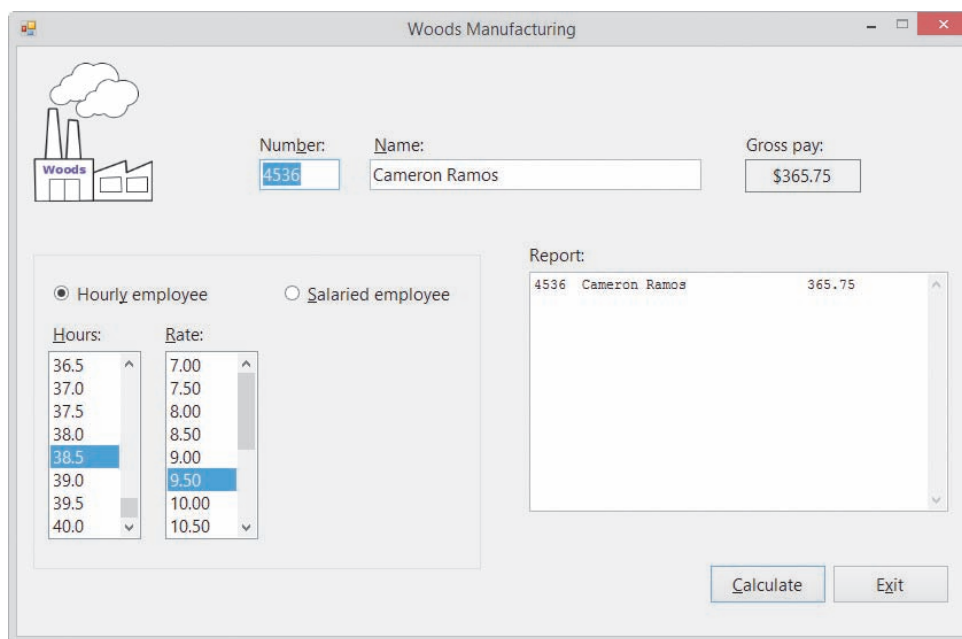 Woods Manufacturing
Woods
Number: Name: Gross pay:
4536 Cameron Ramos $365.75
Hourly employee Salaried employee
Hours: Rate:
36.5 7.00
37.0 7.50
37.5 8.00
38.0 8.50
38.5 9.00
39.0 9.50
39.5 10.00
40.0 10.50
Report:
4536 Cameron Ramos 365.75
Calculate Exit